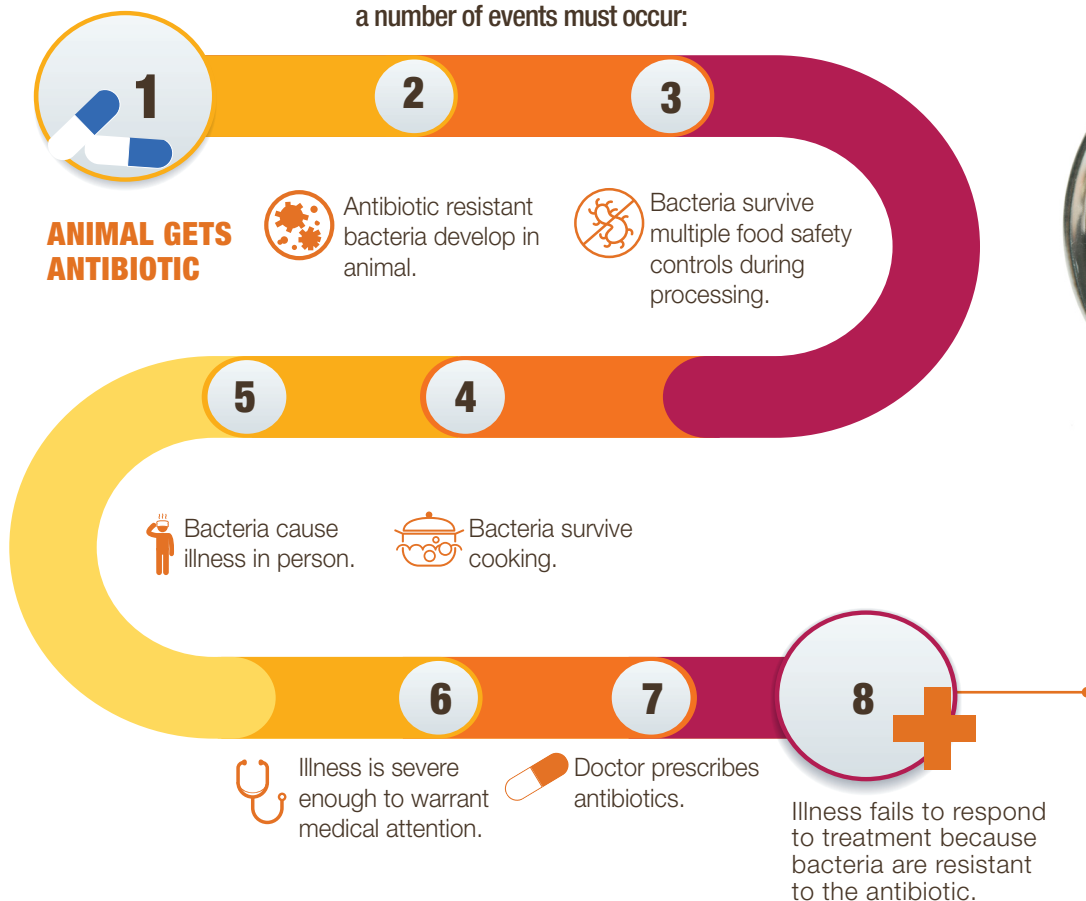 a number of events must occur:
1
2
3
ANIMAL GETS
ANTIBIOTIC
Antibiotic resistant
bacteria develop in
animal.
Bacteria survive
multiple food safety
controls during
processing.
5
4
Bacteria cause
illness in person.
Bacteria survive
cooking.
6
7
8
Illness is severe
enough to warrant
medical attention.
Doctor prescribes
antibiotics.
Illness fails to respond
to treatment because
bacteria are resistant
to the antibiotic.